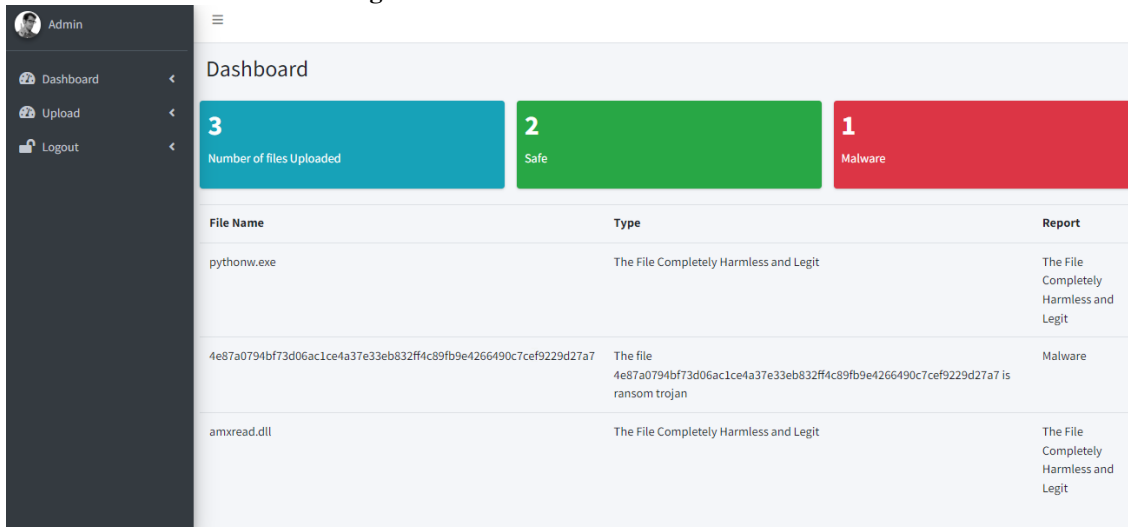 Admin
Dashboard
Upload
Logout
Dashboard
3
Number of files Uploaded
2
Safe
1
Malware
File Name
Type
Report
pythonw.exe
The File Completely Harmless and Legit
The File
Completely
Harmless and
Legit
4e87a0794bf73d06ac1ce4a37e33eb832ff4c89fb9e4266490c7cef9229d27a7
The file
4e87a0794bf73d06ac1ce4a37e33eb832ff4c89fb9e4266490c7cef9229d27a7 is
ransom trojan
Malware
amxread.dll
The File Completely Harmless and Legit
The File
Completely
Harmless and
Legit